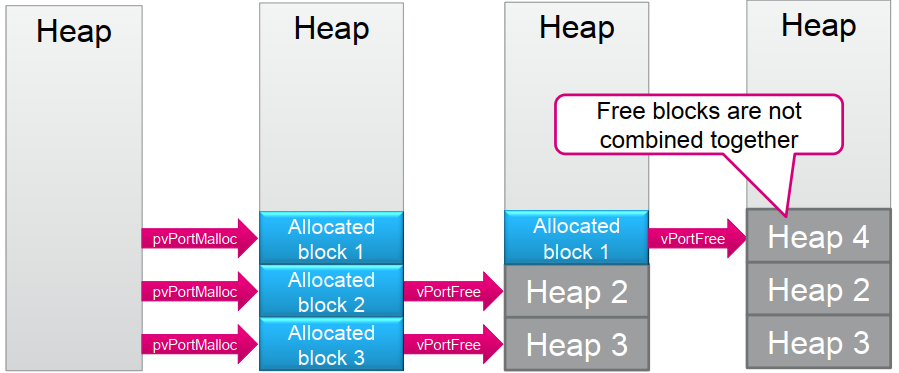 Heap
Heap
Heap
Heap
Free blocks are not
combined together
pvPortMalloc
Allocated
block 1
Allocated
block 1
vPortFree
Heap 4
pvPortMalloc
Allocated
block 2
vPortFree
Heap 2
Heap 2
pvPortMalloc
Allocated
block 3
vPortFree
Heap 3
Heap 3